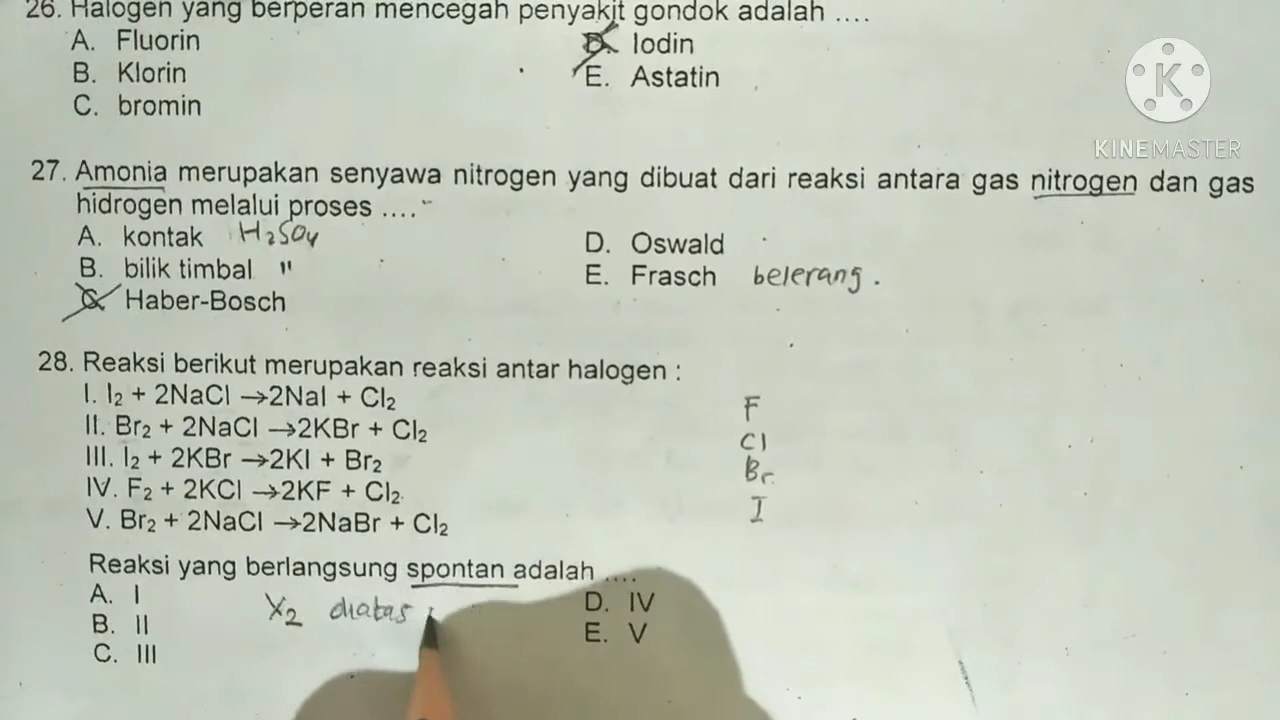 26. Halogen yang berperan mencegah penyakit gondok adalah ....
A. Fluorin
B. Klorin
C. bromin
D. Iodin
E. Astatin
K
KINEMASTER
27. Amonia merupakan senyawa nitrogen yang dibuat dari reaksi antara gas nitrogen dan gas
hidrogen melalui proses ....
A. kontak H₂SO₄
B. bilik timbal "
C. Haber-Bosch
D. Oswald
E. Frasch belerang.
28. Reaksi berikut merupakan reaksi antar halogen :
I. I₂ + 2NaCl →2NaI + Cl₂
II. Br₂ + 2NaCl →2KBr + Cl₂
III. I₂ + 2KBr →2KI + Br₂
IV. F₂ + 2KCl →2KF + Cl₂
V. Br₂ + 2NaCl →2NaBr + Cl₂
F
Cl
Br
I
Reaksi yang berlangsung spontan adalah ....
A. I
B. II
C. III
X₂ diatas
D. IV
E. V